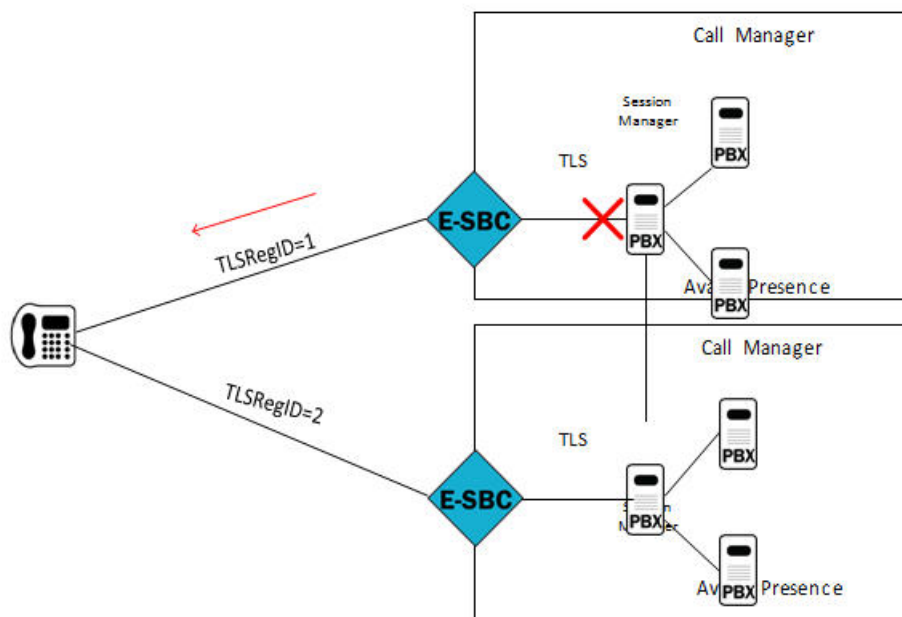 Call Manager
Session
Manager
PBX
TLS
E-SBC
PBX
TLSRegID=1
PBX
Presence
Call Manager
TLSRegID=2
PBX
TLS
E-SBC
PBX
PBX
Presence